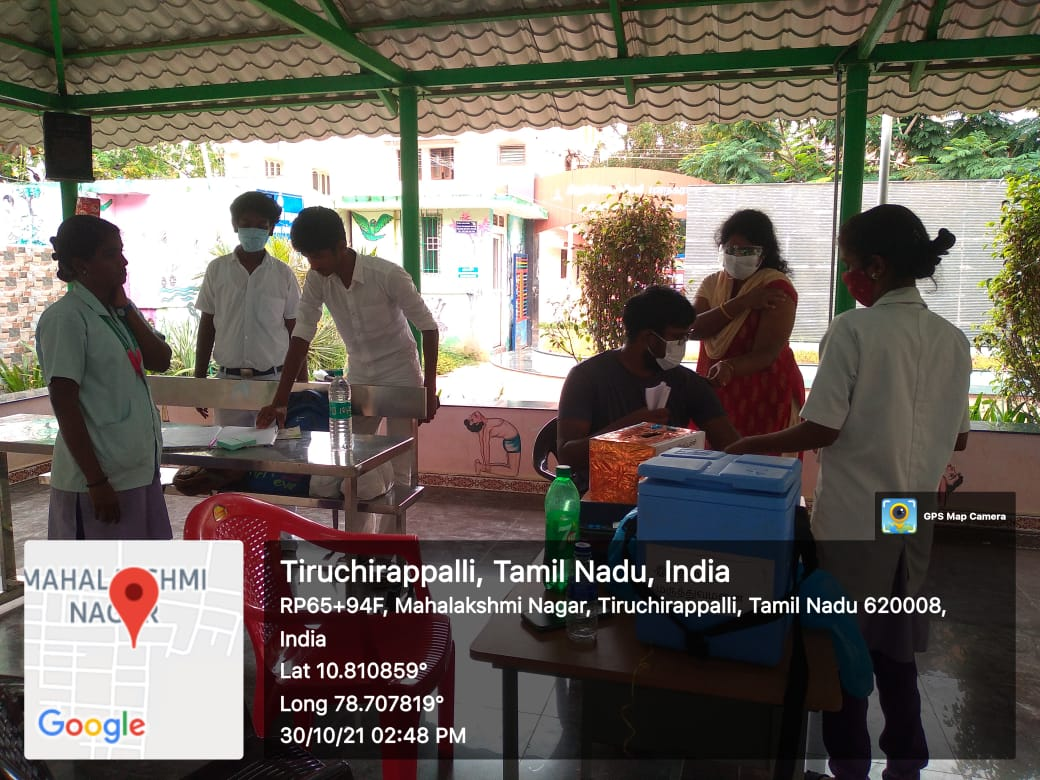 GPS Map Camera
MAHALAKSHMI
NAGAR
Google
Tiruchirappalli, Tamil Nadu, India
RP65+94F, Mahalakshmi Nagar, Tiruchirappalli, Tamil Nadu 620008,
India
Lat 10.810859°
Long 78.707819°
30/10/21 02:48 PM